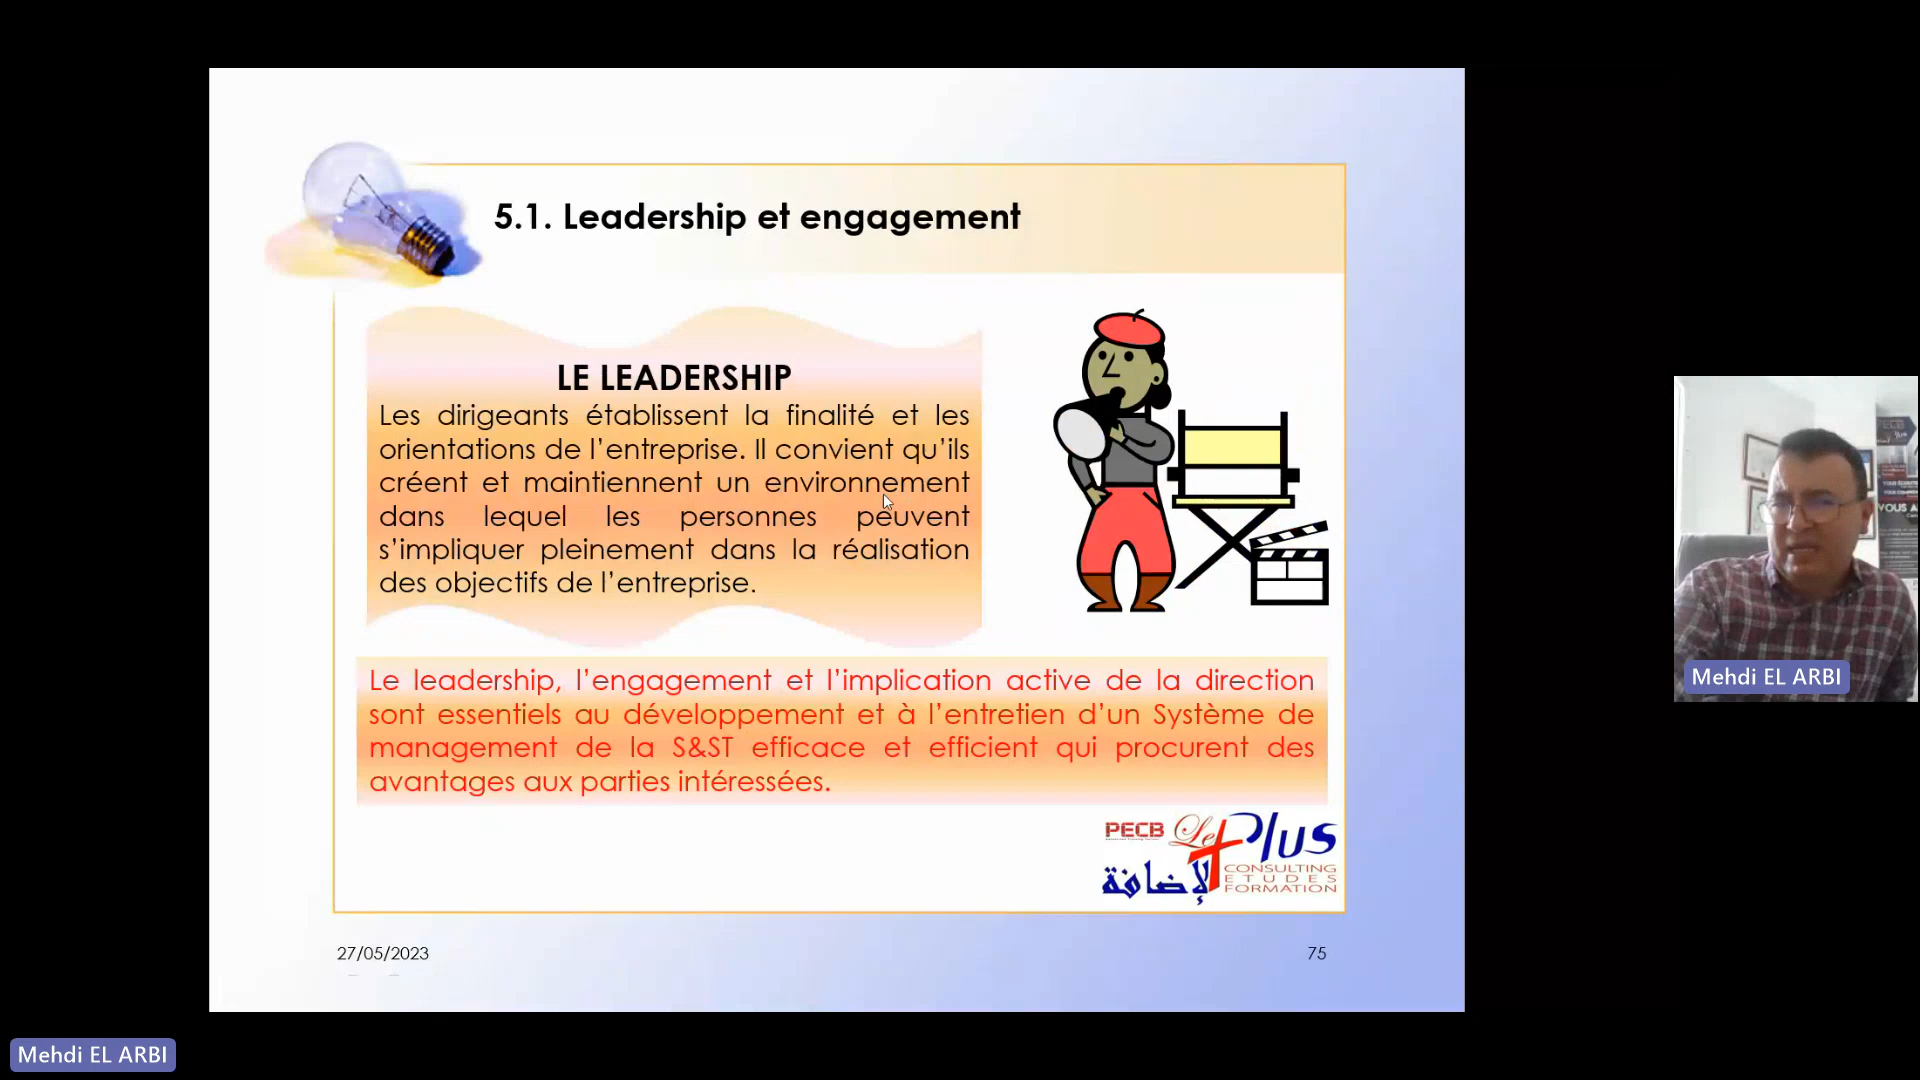 5.1. Leadership et engagement
LE LEADERSHIP
Les dirigeants établissent la finalité et les
orientations de l’entreprise. Il convient qu’ils
créent et maintiennent un environnement
dans lequel les personnes peuvent
s’impliquer pleinement dans la réalisation
des objectifs de l’entreprise.
Le leadership, l’engagement et l’implication active de la direction
sont essentiels au développement et à l’entretien d’un Système de
management de la S&ST efficace et efficient qui procurent des
avantages aux parties intéressées.
PECB Le Plus
الإضافة
CONSULTING
ETUDES
FORMATION
27/05/2023
75
Mehdi EL ARBI
PECB
Plus
VOUS A
Mehdi EL ARBI